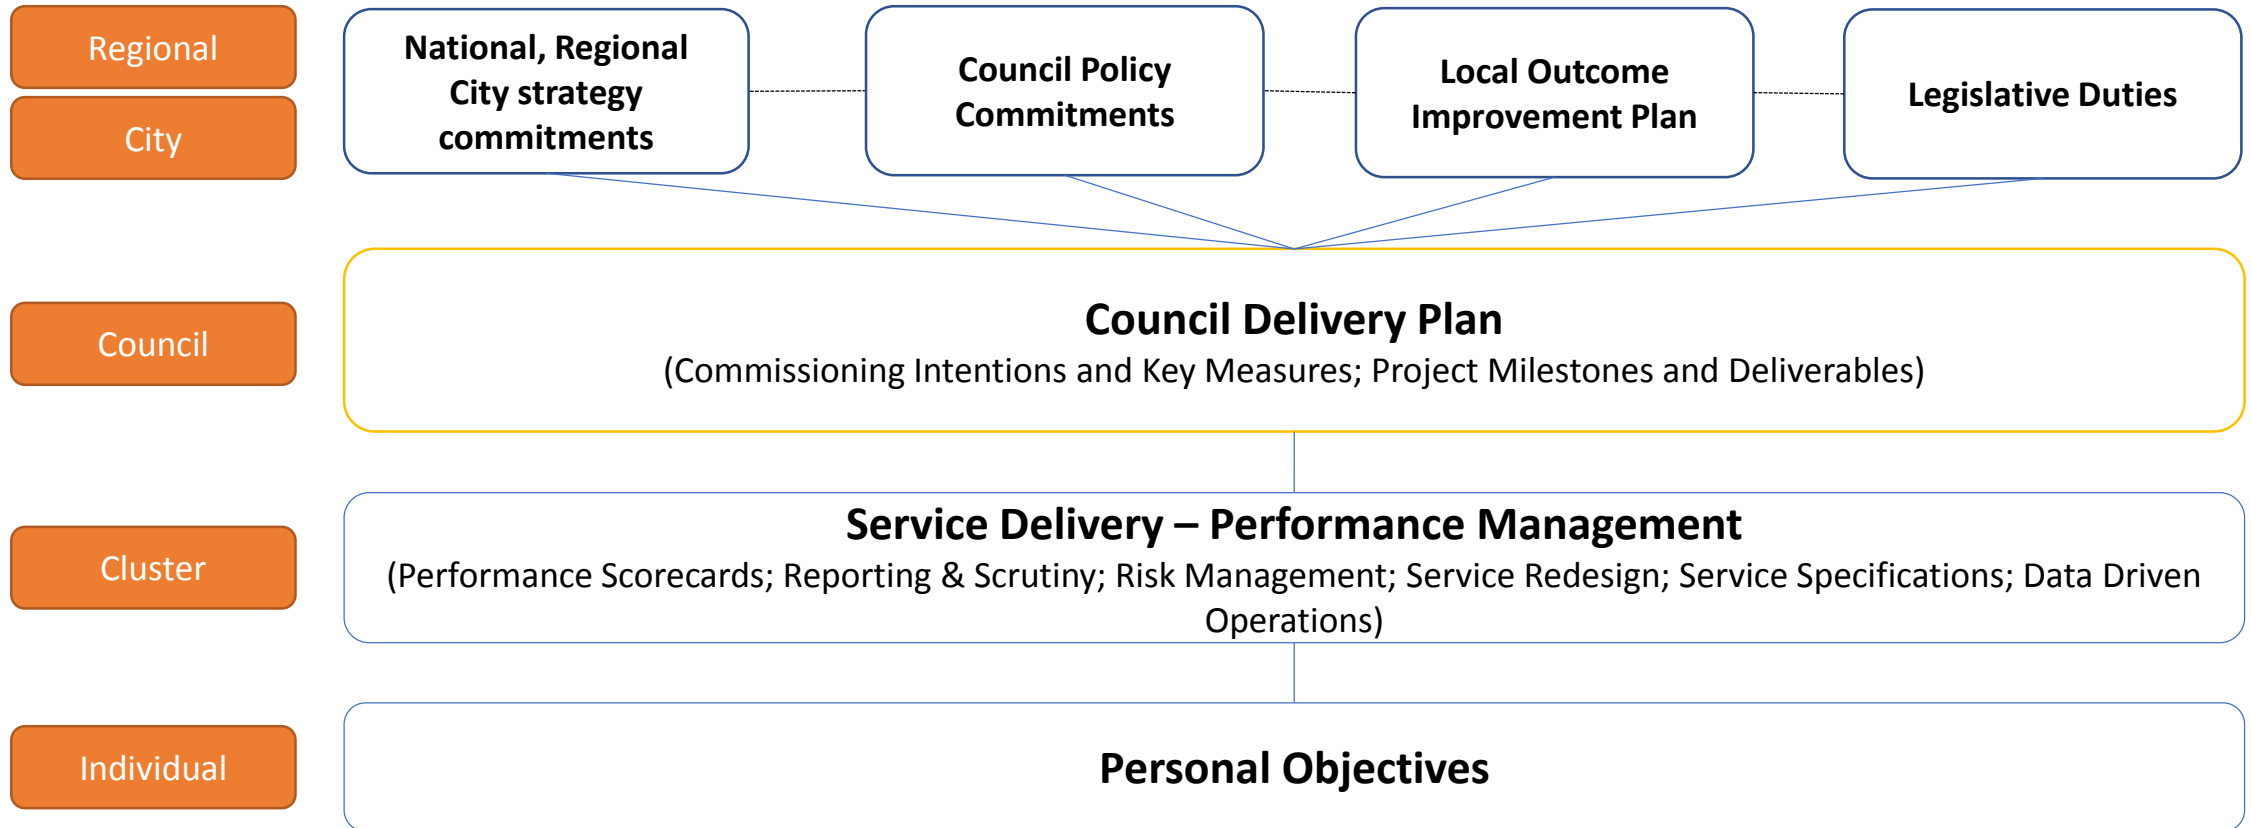 Regional
City
National, Regional
City strategy
commitments
Council Policy
Commitments
Local Outcome
Improvement Plan
Legislative Duties
Council
Council Delivery Plan
(Commissioning Intentions and Key Measures; Project Milestones and Deliverables)
Cluster
Service Delivery – Performance Management
(Performance Scorecards; Reporting & Scrutiny; Risk Management; Service Redesign; Service Specifications; Data Driven
Operations)
Individual
Personal Objectives